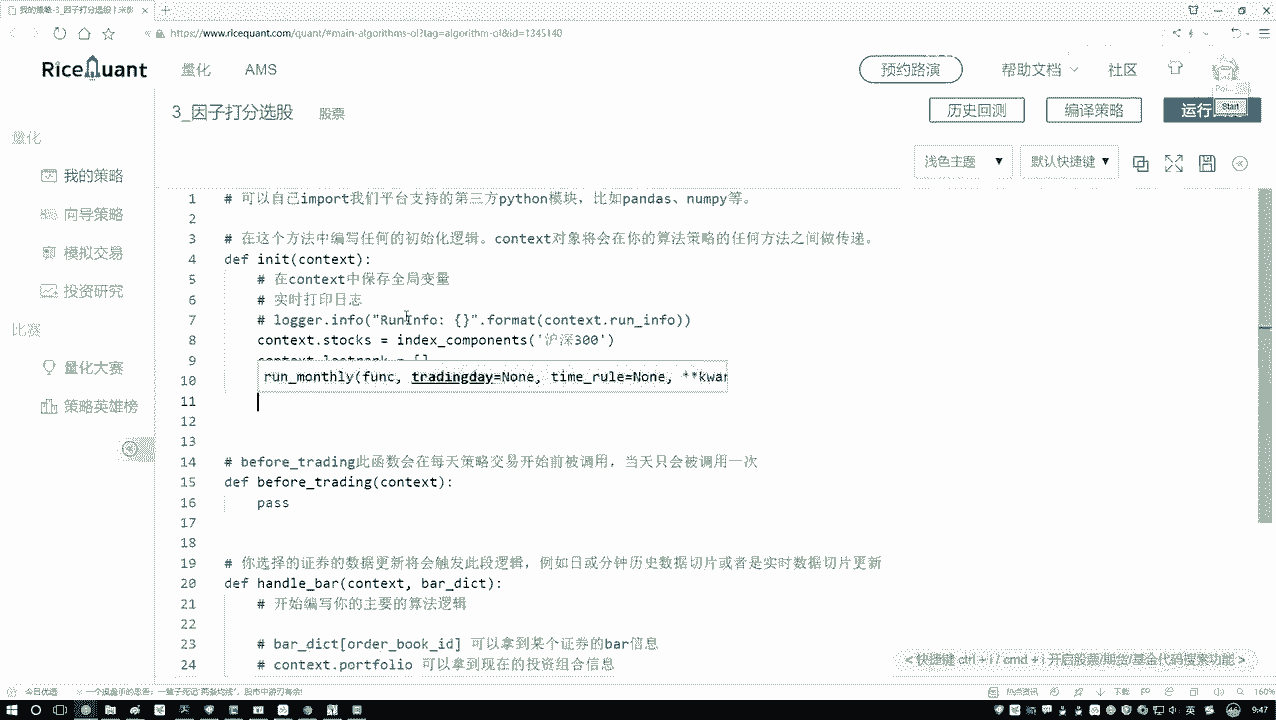 我的策略-3_因子打分选股 | 米
https://www.ricequant.com/quant/#main-algorithms-ol?tag=algorithm-ol&id=1345140
RiceQuant
量化
AMS
预约路演
帮助文档
社区
3_因子打分选股
股票
历史回测
编译策略
运行
Start
量化
我的策略
向导策略
模拟交易
投资研究
比赛
量化大赛
策略英雄榜
浅色主题
默认快捷键
1 # 可以自己import我们平台支持的第三方python模块，比如pandas、numpy等。
2
3 # 在这个方法中编写任何的初始化逻辑。context对象将会在你的算法策略的任何方法之间做传递。
4 def init(context):
5 # 在context中保存全局变量
6 # 实时打印日志
7 # logger.info("RunInfo: {}".format(context.run_info))
8 context.stocks = index_components('沪深300')
9
run_monthly(func, tradingday=None, time_rule=None, **kwar
10
11
12
13
14 # before_trading此函数会在每天策略交易开始前被调用，当天只会被调用一次
15 def before_trading(context):
16 pass
17
18
19 # 你选择的证券的数据更新将会触发此段逻辑，例如日或分钟历史数据切片或者是实时数据切片更新
20 def handle_bar(context, bar_dict):
21 # 开始编写你的主要的算法逻辑
22
23 # bar_dict[order_book_id] 可以拿到某个证券的bar信息
24 # context.portfolio 可以拿到现在的投资组合信息
< 快捷键 ctrl + i / cmd + i 开启股票/期货/基金代码搜索功能 >
今日优选
热点资讯
下载
160%
英
9:47